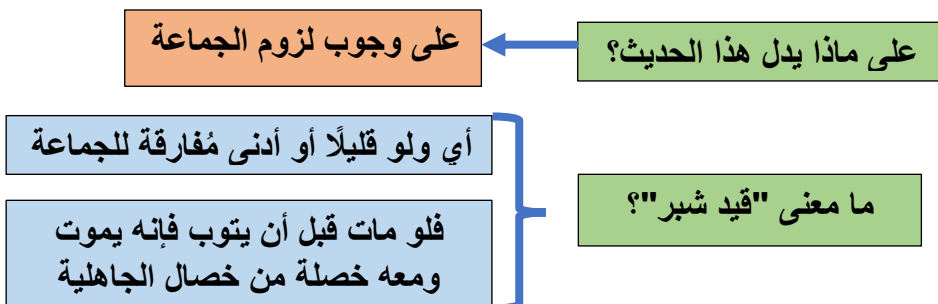 على ماذا يدل هذا الحديث؟
على وجوب لزوم الجماعة
ما معنى "قيد شبر"؟
أي ولو قليلًا أو أدنى مُفارقة للجماعة
فلو مات قبل أن يتوب فإنه يموت
ومعه خصلة من خصال الجاهلية